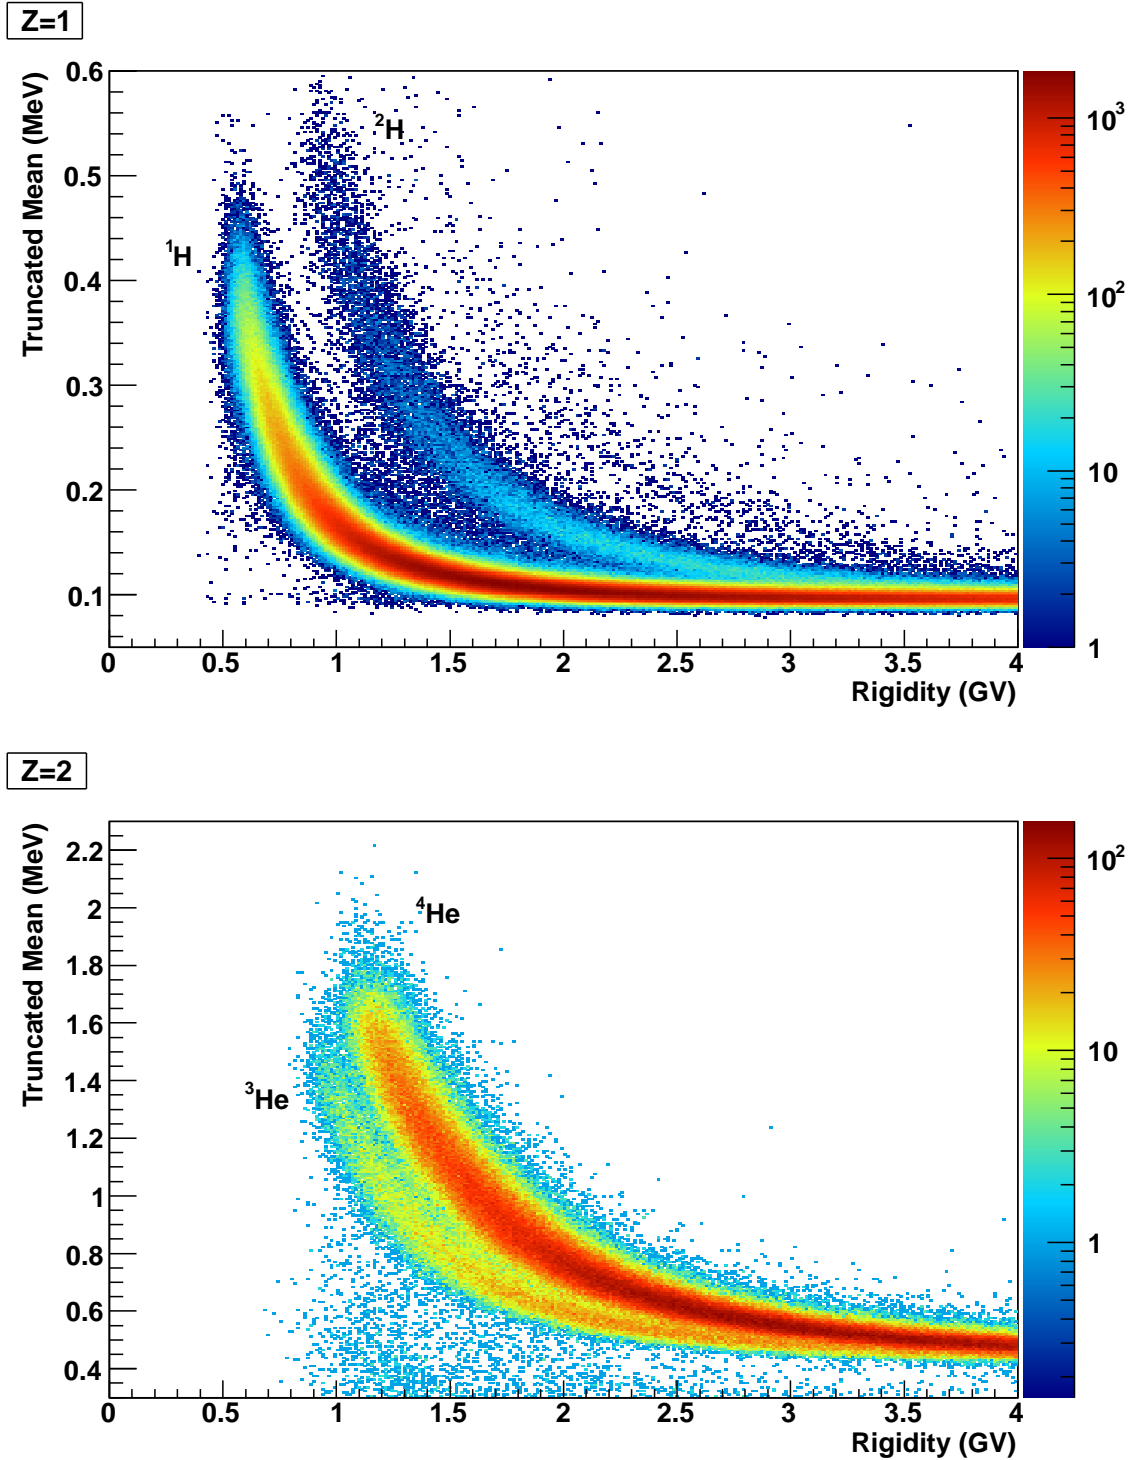 Z=1
Truncated Mean (MeV)
0.6
0.5
0.4
0.3
0.2
0.1
²H
¹H
0 0.5 1 1.5 2 2.5 3 3.5 4
Rigidity (GV)
10³
10²
10
1
Z=2
Truncated Mean (MeV)
2.2
2
1.8
1.6
1.4
1.2
1
0.8
0.6
0.4
⁴He
³He
0 0.5 1 1.5 2 2.5 3 3.5 4
Rigidity (GV)
10²
10
1